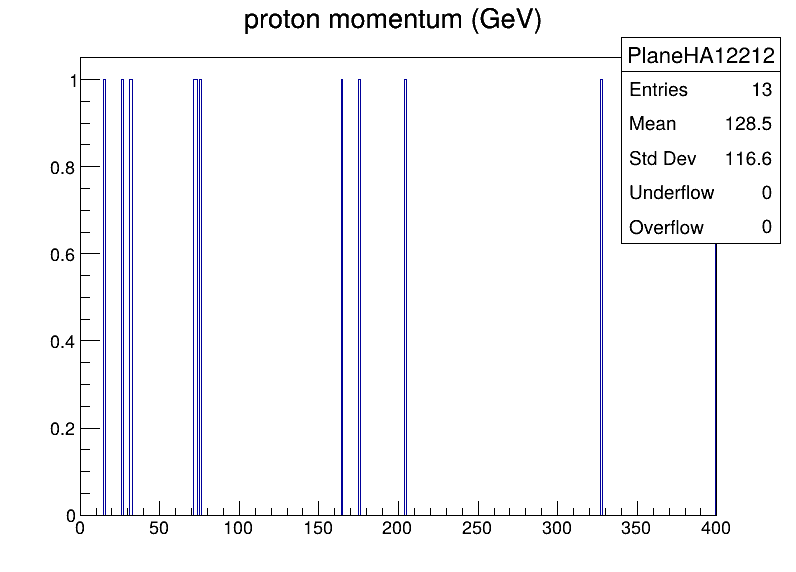 proton momentum (GeV)
PlaneHA12212
Entries 13
Mean 128.5
Std Dev 116.6
Underflow 0
Overflow 0
1
0.8
0.6
0.4
0.2
0
0 50 100 150 200 250 300 350 400